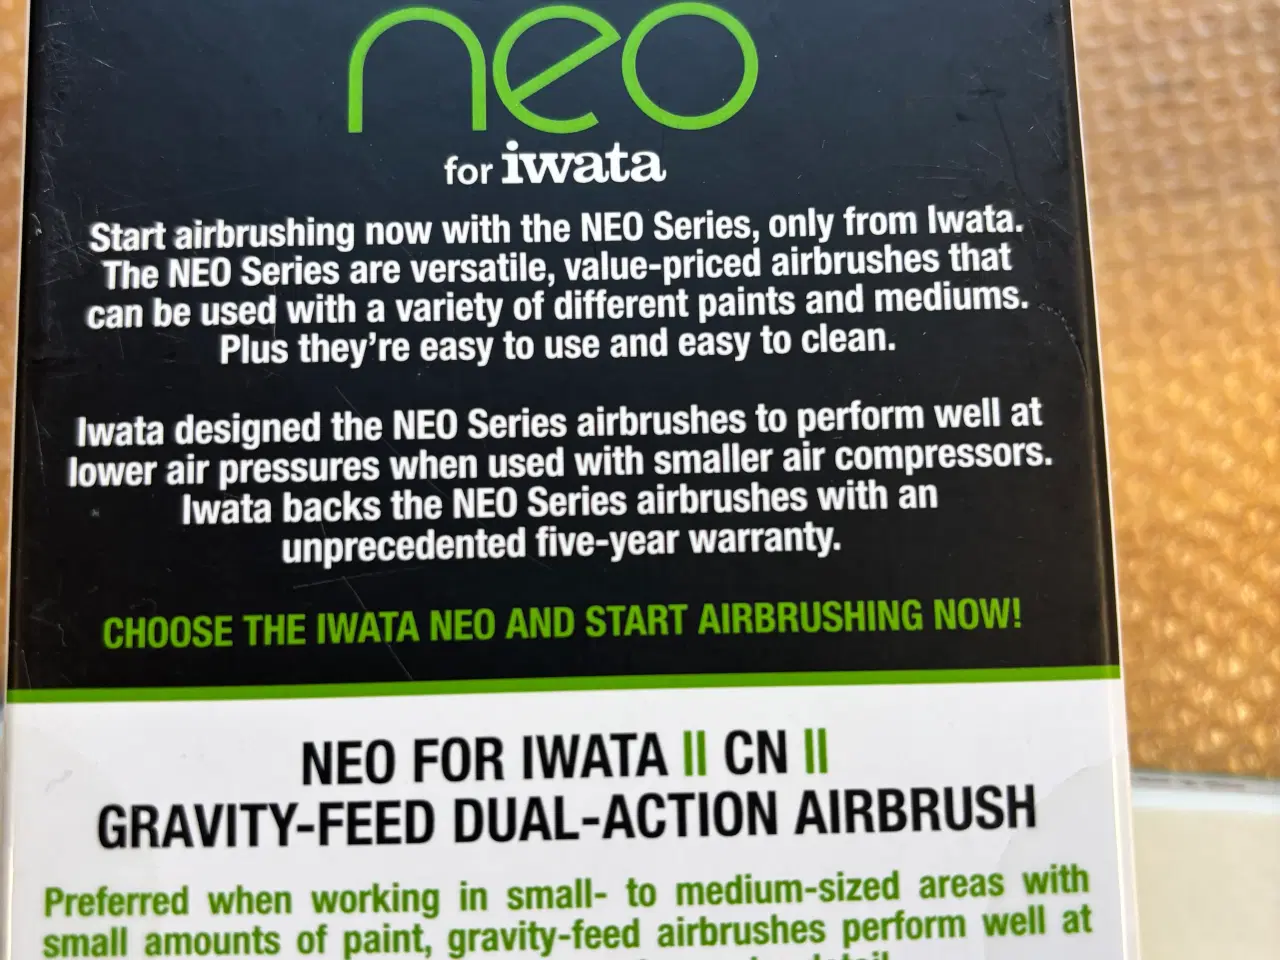 neo
for iwata
Start airbrushing now with the NEO Series, only from Iwata.
The NEO Series are versatile, value-priced airbrushes that
can be used with a variety of different paints and mediums.
Plus they're easy to use and easy to clean.
Iwata designed the NEO Series airbrushes to perform well at
lower air pressures when used with smaller air compressors.
Iwata backs the NEO Series airbrushes with an
unprecedented five-year warranty.
CHOOSE THE IWATA NEO AND START AIRBRUSHING NOW!
NEO FOR IWATA || CN ||
GRAVITY-FEED DUAL-ACTION AIRBRUSH
Preferred when working in small- to medium-sized areas with
small amounts of paint, gravity-feed airbrushes perform well at
detail